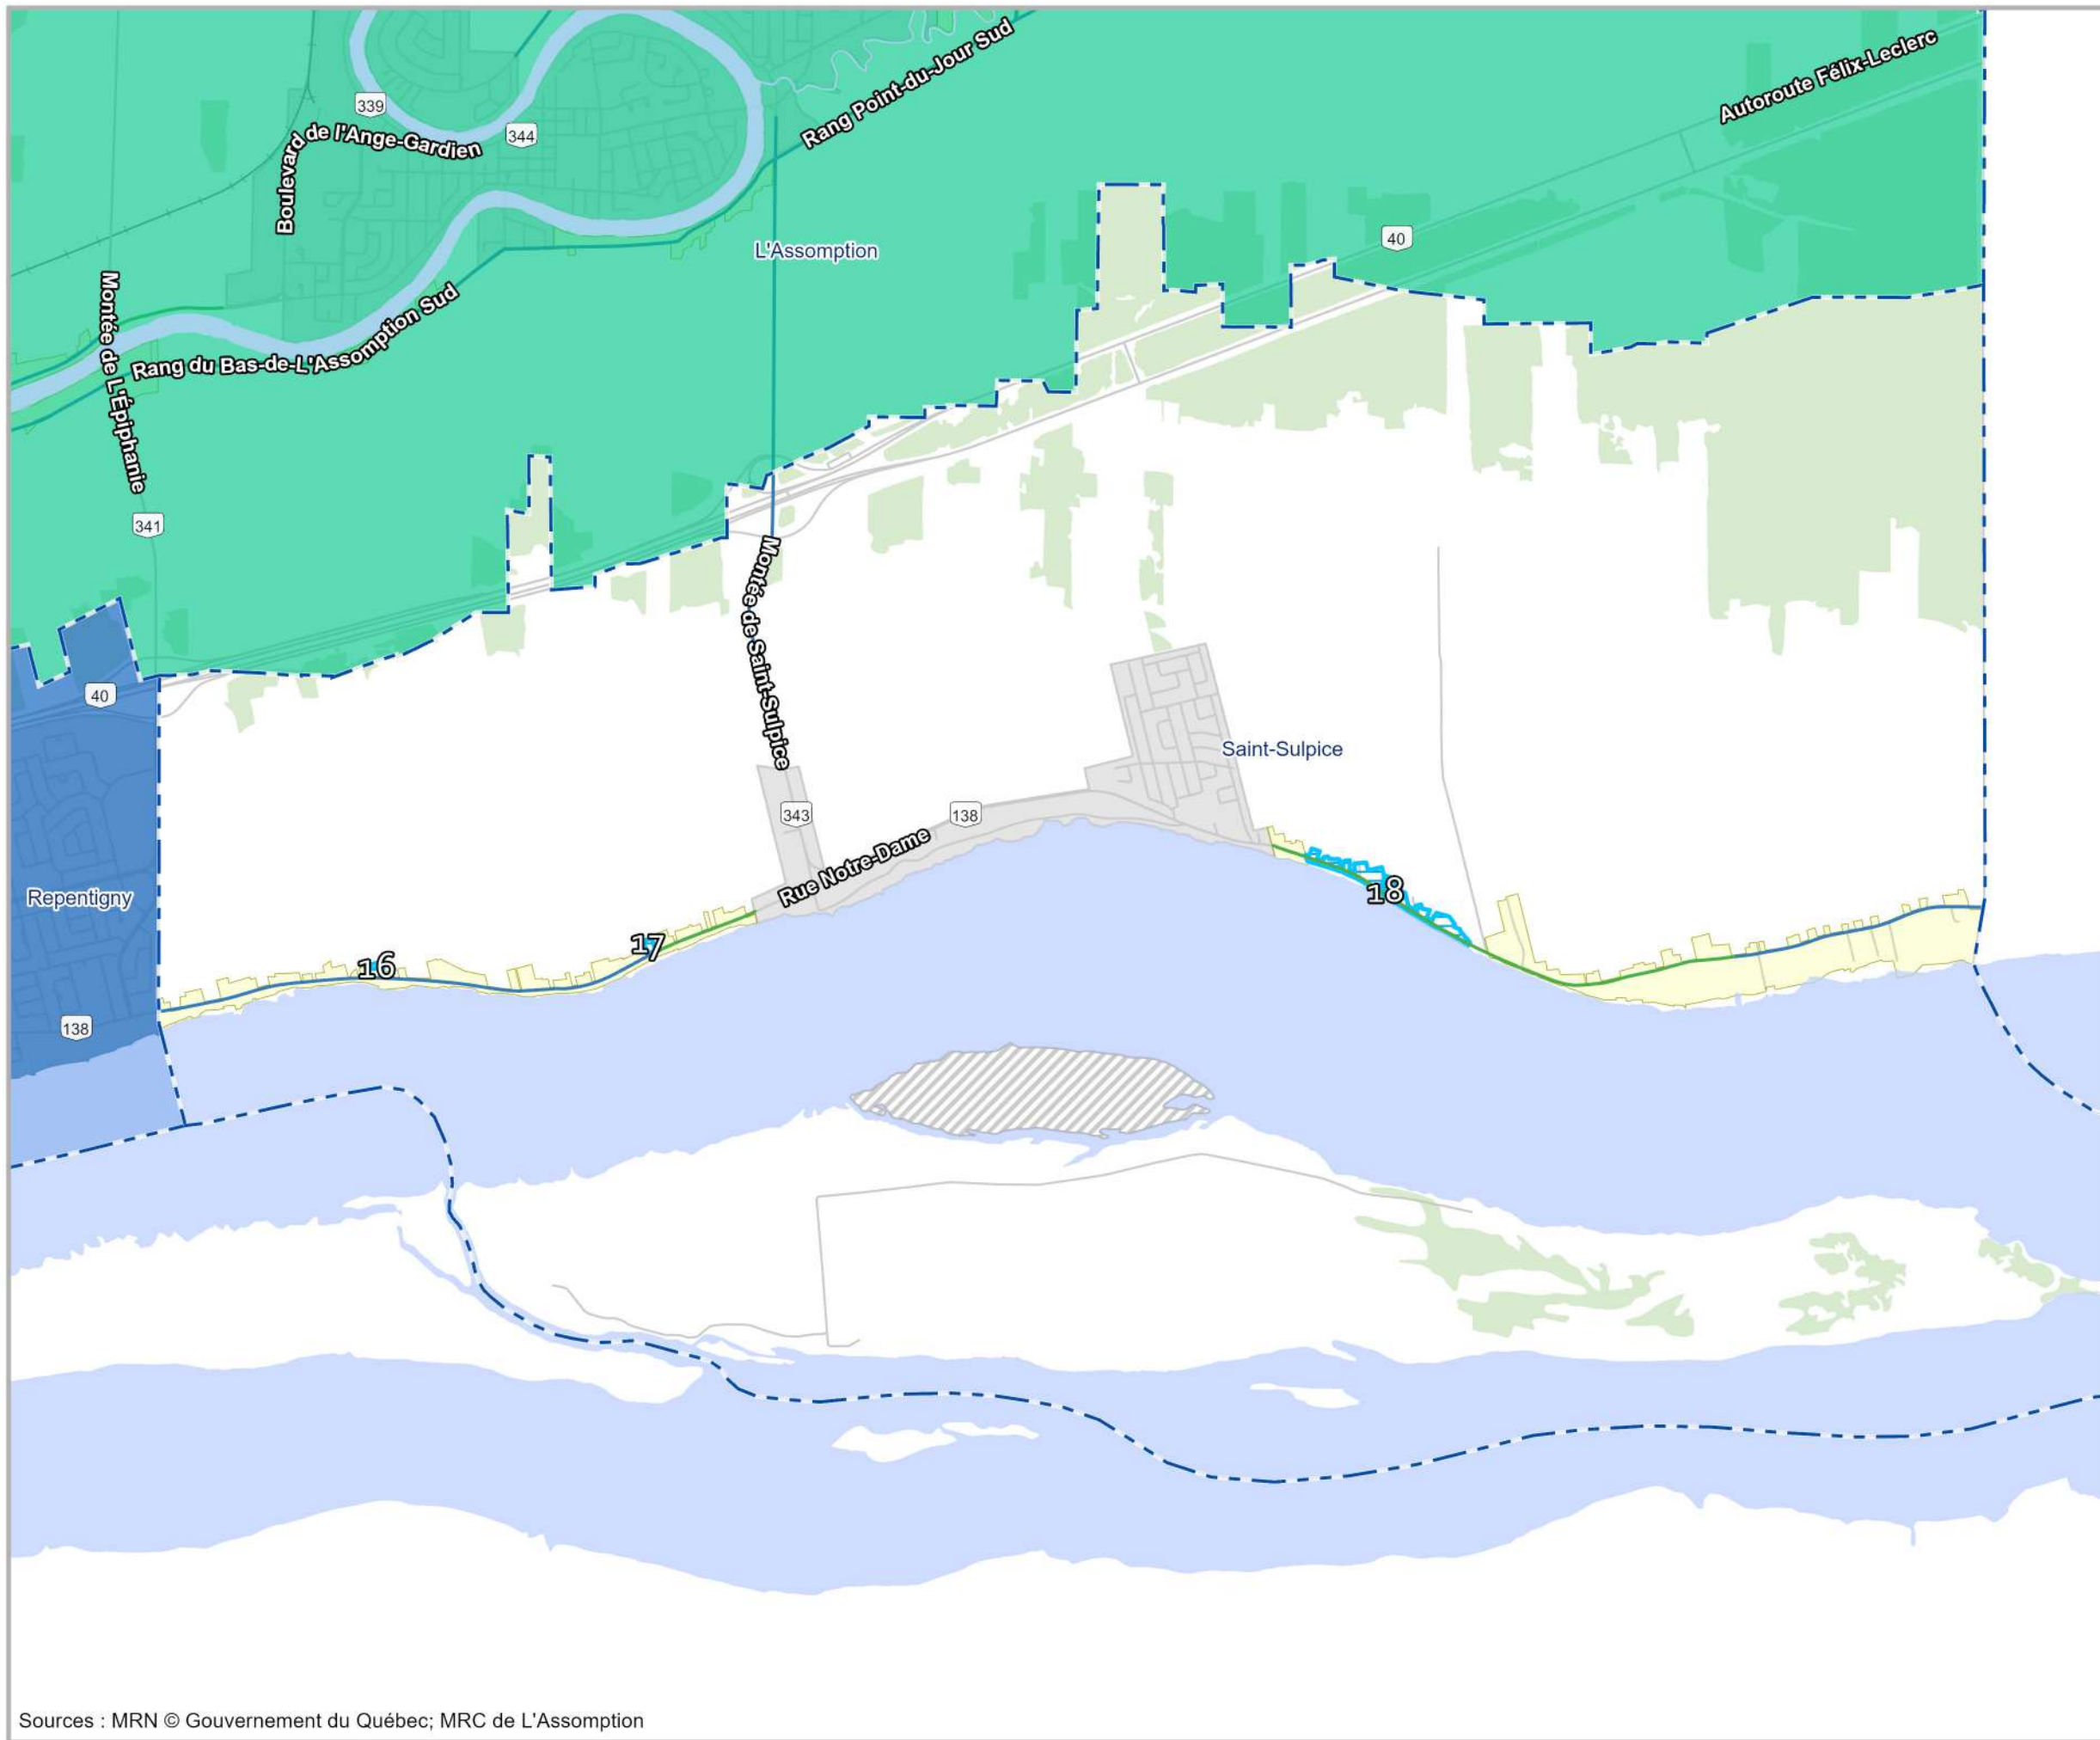 Rang Point-du-Jour Sud
Autoroute Félix-Leclerc
339
344
Boulevard de l'Ange-Gardien
L'Assomption
40
Montée de L'Épiphanie
Rang du Bas-de-L'Assomption Sud
341
Montée de Saint-Sulpice
40
Saint-Sulpice
343
138
Rue Notre-Dame
Repentigny
18
17
16
138
Sources : MRN © Gouvernement du Québec; MRC de L'Assomption